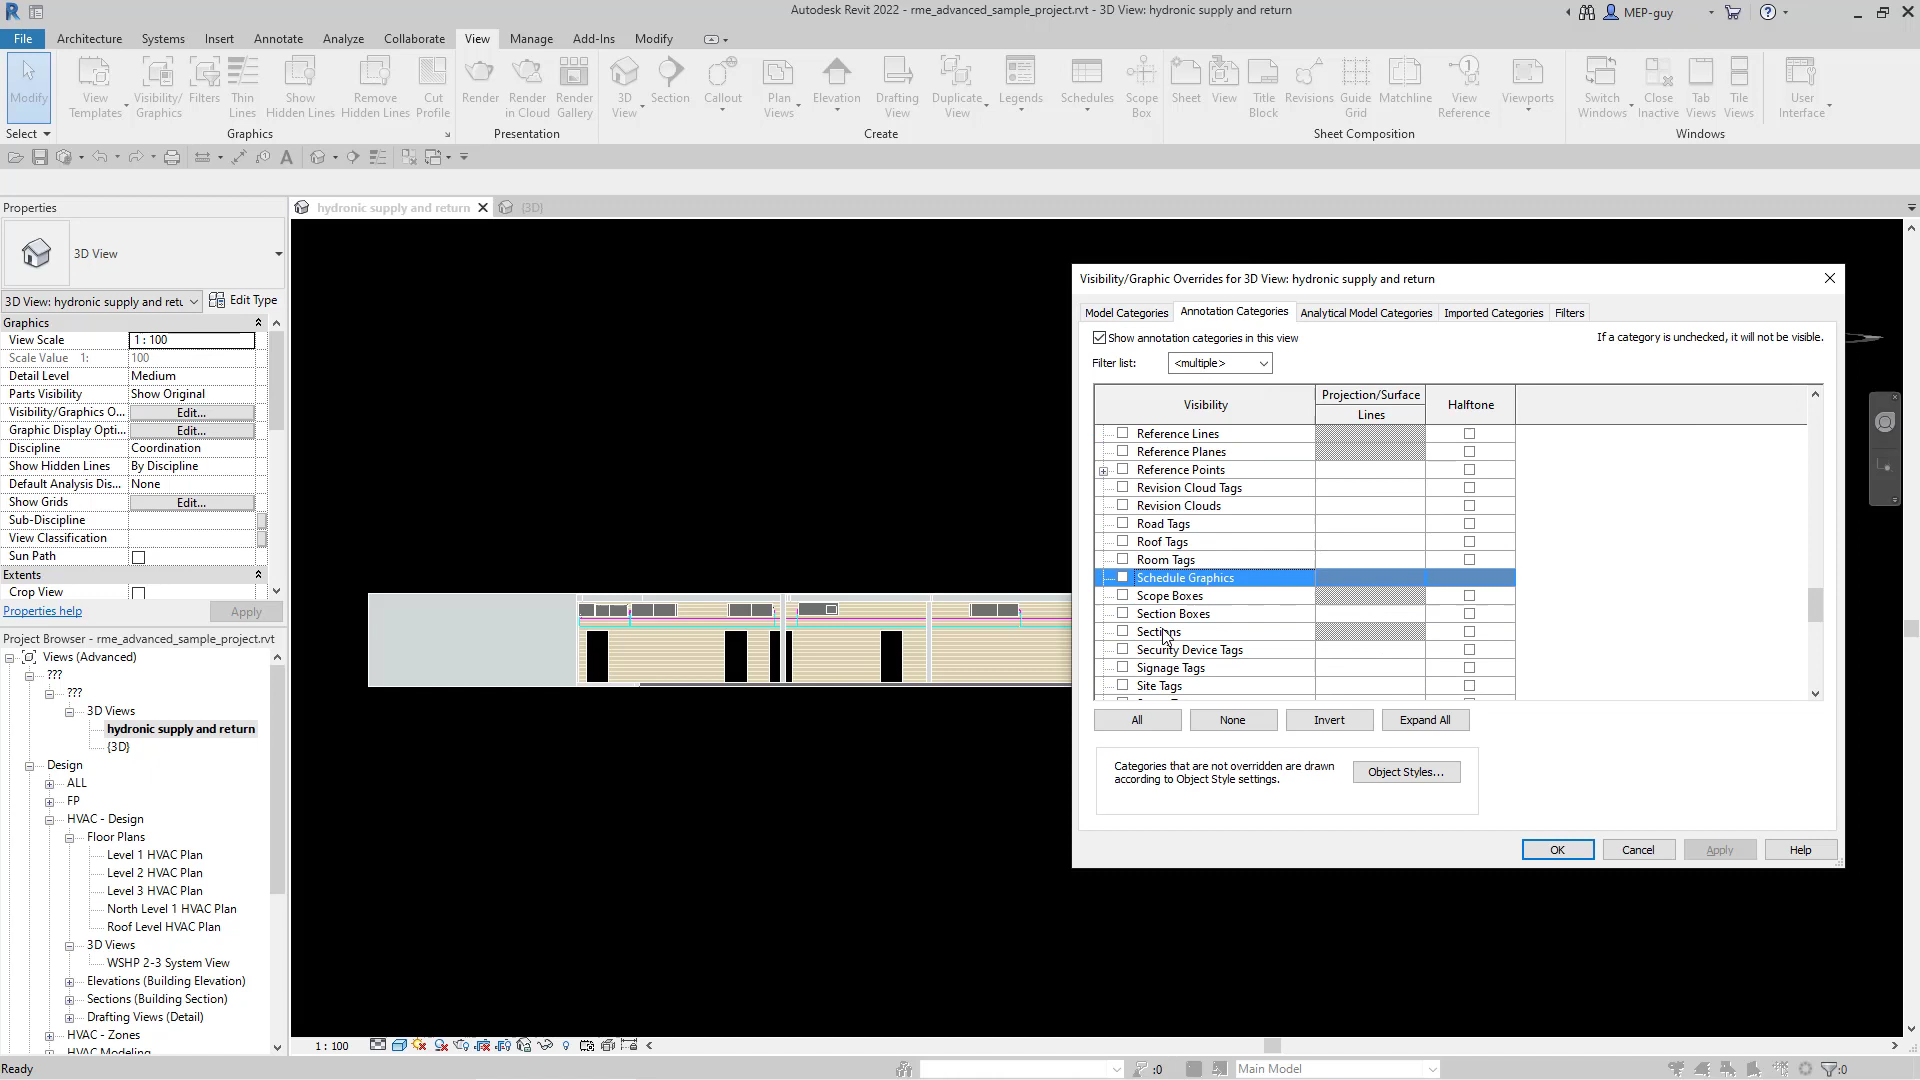 Autodesk Revit 2022 - rme_advanced_sample_project.rvt - 3D View: hydronic supply and return
MEP-guy
File Architecture Systems Insert Annotate Analyze Collaborate View Manage Add-Ins Modify
Modify
View Templates
Visibility/ Graphics
Filters
Thin Lines
Show Hidden Lines
Remove Hidden Lines
Cut Profile
Render
Render in Cloud
Render Gallery
3D View
Section
Callout
Plan Views
Elevation
Drafting View
Duplicate View
Legends
Schedules
Scope Box
Sheet
View
Title Block
Revisions
Guide Grid
Matchline
View Reference
Viewports
Switch Windows
Close Inactive
Tab Views
Tile Views
User Interface
Select Graphics Presentation Create Sheet Composition Windows
Properties
hydronic supply and return
{3D}
3D View
3D View: hydronic supply and retu
Edit Type
Graphics
View Scale 1 : 100
Scale Value 1: 100
Detail Level Medium
Parts Visibility Show Original
Visibility/Graphics O... Edit...
Graphic Display Opti... Edit...
Discipline Coordination
Show Hidden Lines By Discipline
Default Analysis Dis... None
Show Grids Edit...
Sub-Discipline
View Classification
Sun Path
Extents
Crop View
Properties help Apply
Project Browser - rme_advanced_sample_project.rvt
Views (Advanced)
???
???
3D Views
hydronic supply and return
{3D}
Design
ALL
FP
HVAC - Design
Floor Plans
Level 1 HVAC Plan
Level 2 HVAC Plan
Level 3 HVAC Plan
North Level 1 HVAC Plan
Roof Level HVAC Plan
3D Views
WSHP 2-3 System View
Elevations (Building Elevation)
Sections (Building Section)
Drafting Views (Detail)
HVAC - Zones
HVAC Modeling
Visibility/Graphic Overrides for 3D View: hydronic supply and return
Model Categories Annotation Categories Analytical Model Categories Imported Categories Filters
Show annotation categories in this view
If a category is unchecked, it will not be visible.
Filter list: <multiple>
Visibility
Projection/Surface
Lines
Halftone
Reference Lines
Reference Planes
Reference Points
Revision Cloud Tags
Revision Clouds
Road Tags
Roof Tags
Room Tags
Schedule Graphics
Scope Boxes
Section Boxes
Sections
Security Device Tags
Signage Tags
Site Tags
All None Invert Expand All
Categories that are not overridden are drawn
according to Object Style settings.
Object Styles...
OK Cancel Apply Help
1 : 100
Ready
:0
Main Model
:0